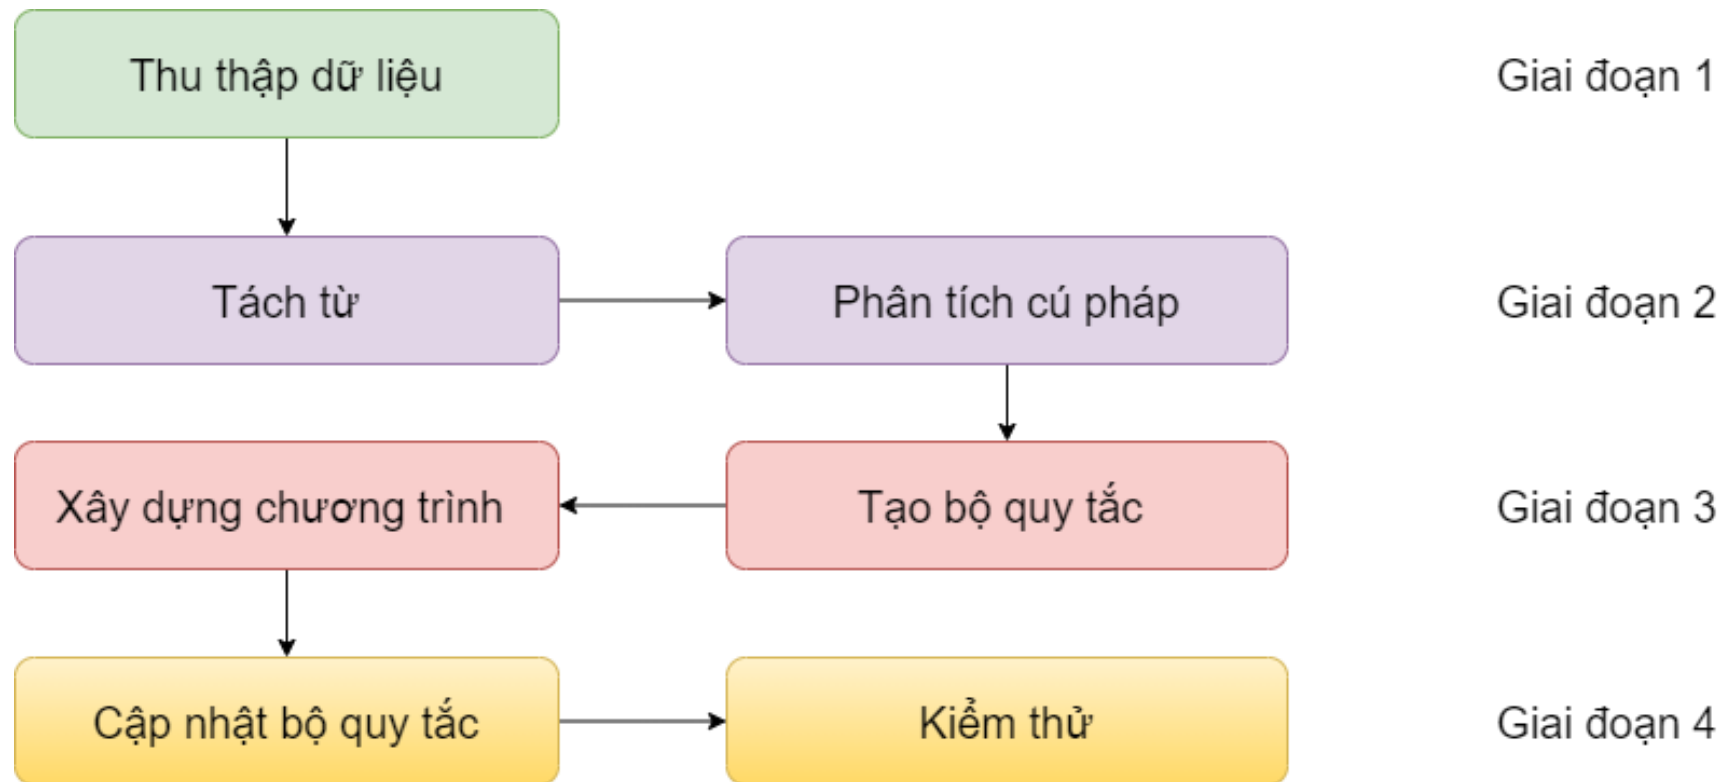 Thu thập dữ liệu
Giai đoạn 1
Tách từ
Phân tích cú pháp
Giai đoạn 2
Xây dựng chương trình
Tạo bộ quy tắc
Giai đoạn 3
Cập nhật bộ quy tắc
Kiểm thử
Giai đoạn 4